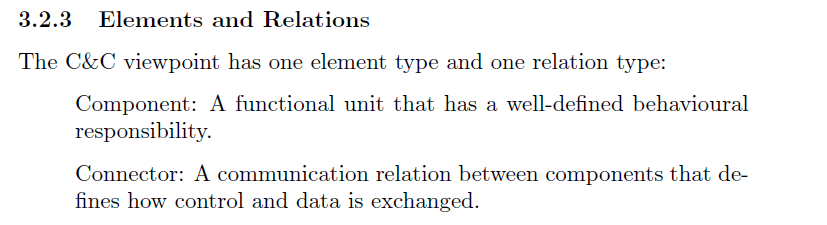 3.2.3 Elements and Relations
The C&C viewpoint has one element type and one relation type:
Component: A functional unit that has a well-defined behavioural
responsibility.
Connector: A communication relation between components that de-
fines how control and data is exchanged.